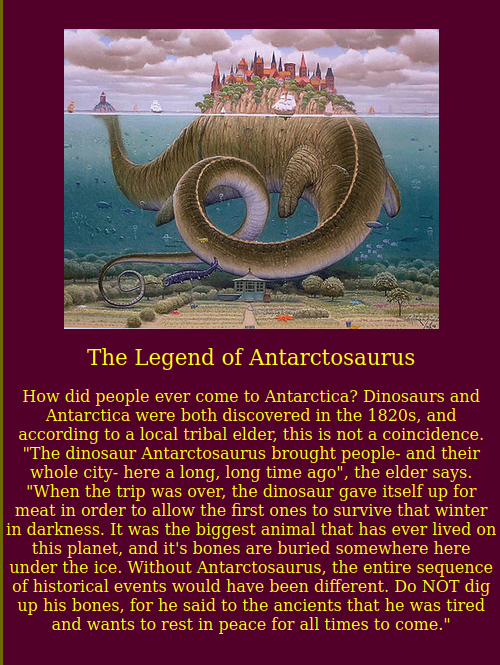 The Legend of Antarctosaurus
How did people ever come to Antarctica? Dinosaurs and
Antarctica were both discovered in the 1820s, and
according to a local tribal elder, this is not a coincidence.
"The dinosaur Antarctosaurus brought people- and their
whole city- here a long, long time ago", the elder says.
"When the trip was over, the dinosaur gave itself up for
meat in order to allow the first ones to survive that winter
in darkness. It was the biggest animal that has ever lived on
this planet, and it's bones are buried somewhere here
under the ice. Without Antarctosaurus, the entire sequence
of historical events would have been different. Do NOT dig
up his bones, for he said to the ancients that he was tired
and wants to rest in peace for all times to come."